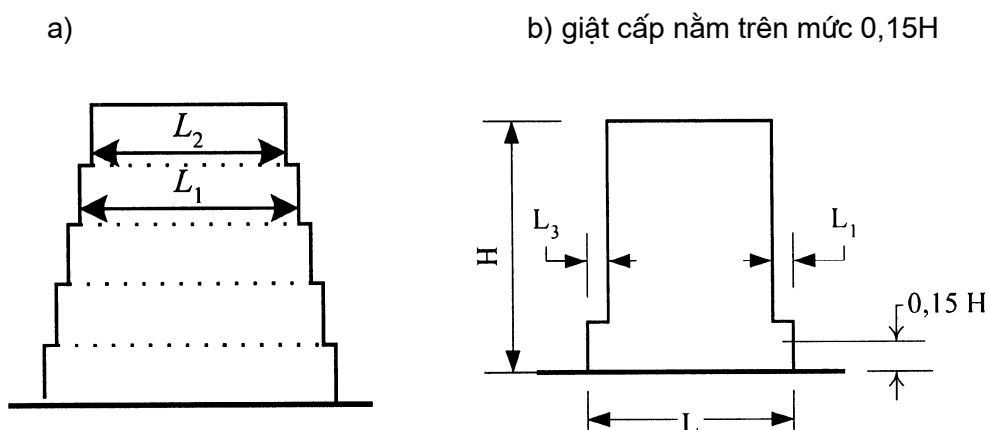 a)
b) giật cấp nằm trên mức 0,15H
L₂
L₁
H
L₃
L₁
0,15 H
L